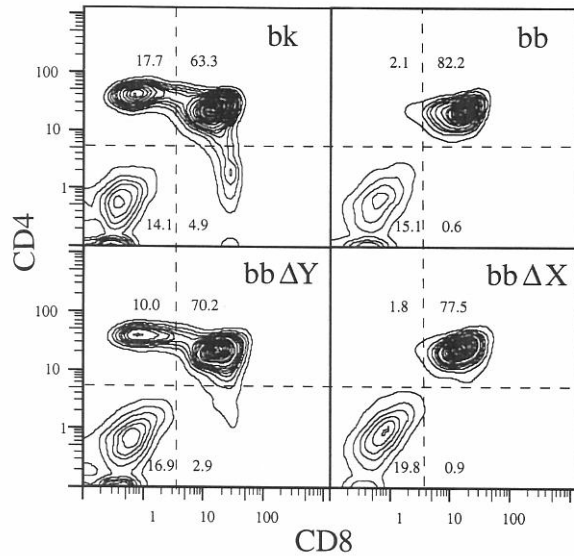 bk
bb
17.7 63.3
2.1 82.2
100
10
1
14.1 4.9
15.1 0.6
CD4
bb ΔY
bb ΔX
10.0 70.2
1.8 77.5
100
10
1
16.9 2.9
19.8 0.9
1 10 100
1 10 100
CD8